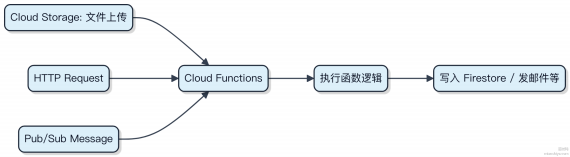 Cloud Storage: 文件上传
HTTP Request
Cloud Functions
执行函数逻辑
写入 Firestore / 发邮件等
Pub/Sub Message